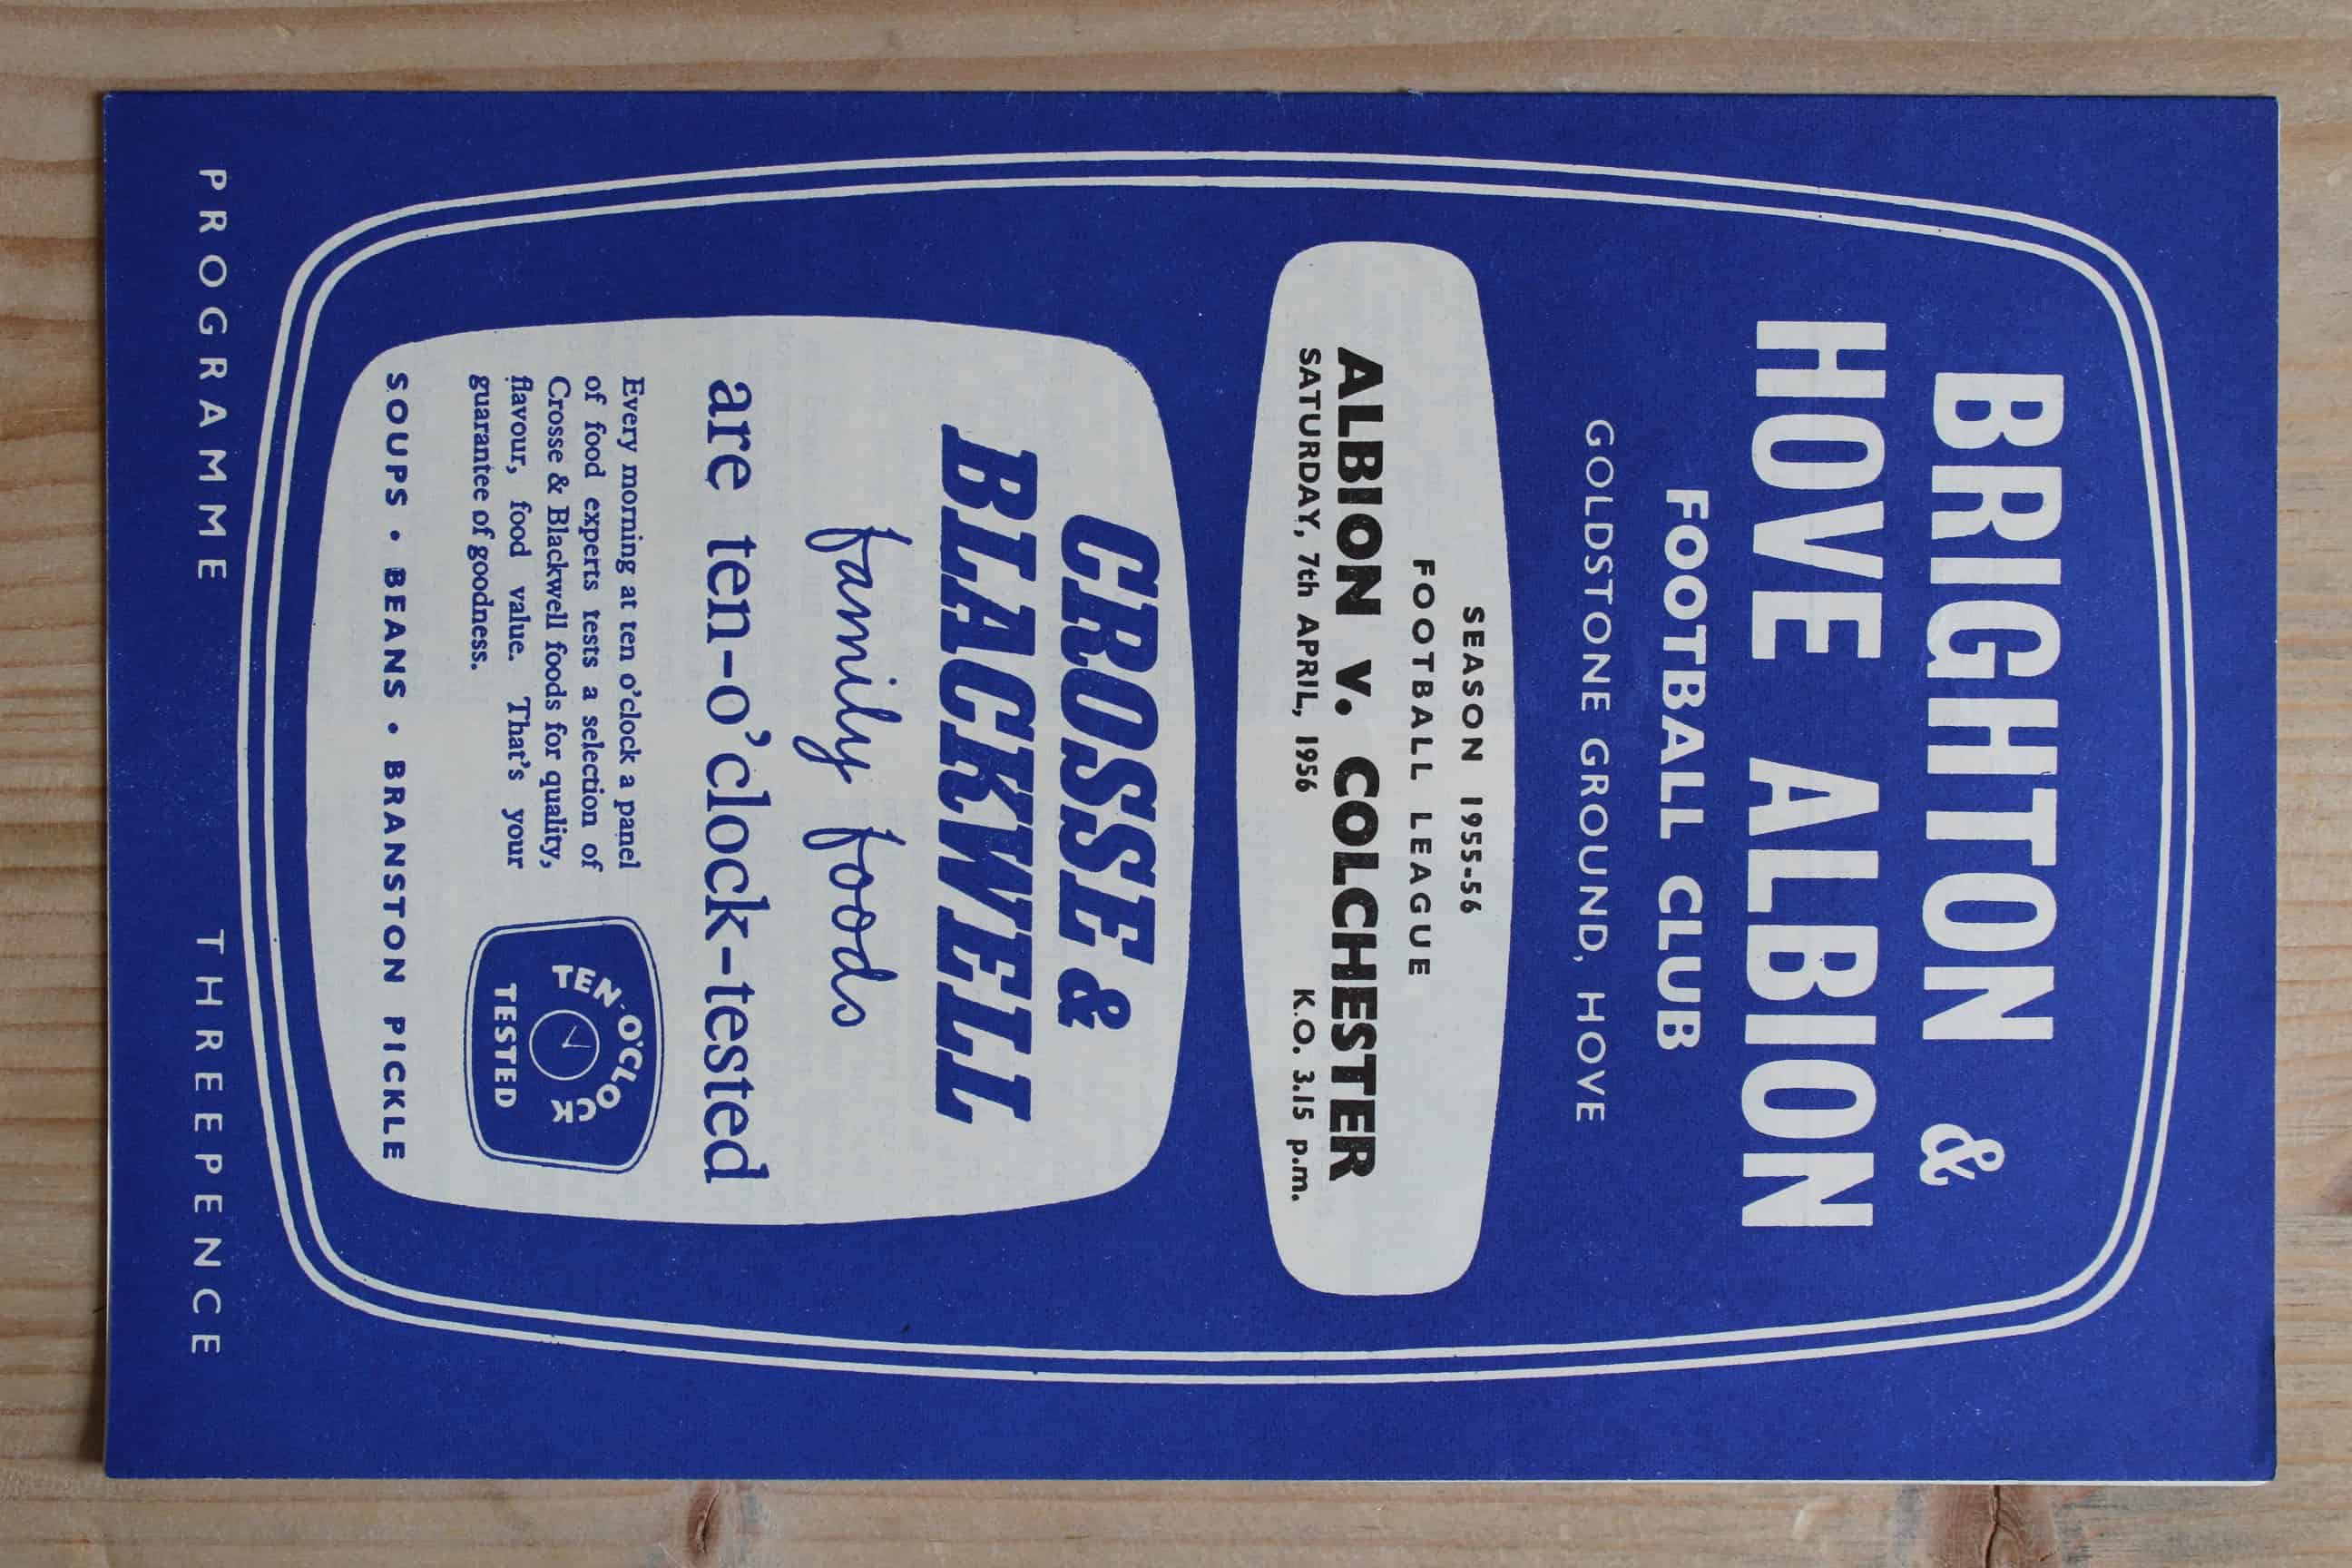 BRIGHTON &
HOVE ALBION
FOOTBALL CLUB
GOLDSTONE GROUND, HOVE
SEASON 1955-56
FOOTBALL LEAGUE
ALBION v. COLCHESTER
SATURDAY, 7th APRIL, 1956 K.O. 3.15 p.m.
CROSSE &
BLACKWELL
family foods
are ten-o'clock-tested
Every morning at ten o'clock a panel
of food experts tests a selection of
Crosse & Blackwell foods for quality,
flavour, food value. That's your
guarantee of goodness.
TEN-O'CLOCK
TESTED
SOUPS • BEANS • BRANSTON PICKLE
PROGRAMME THREEPENCE